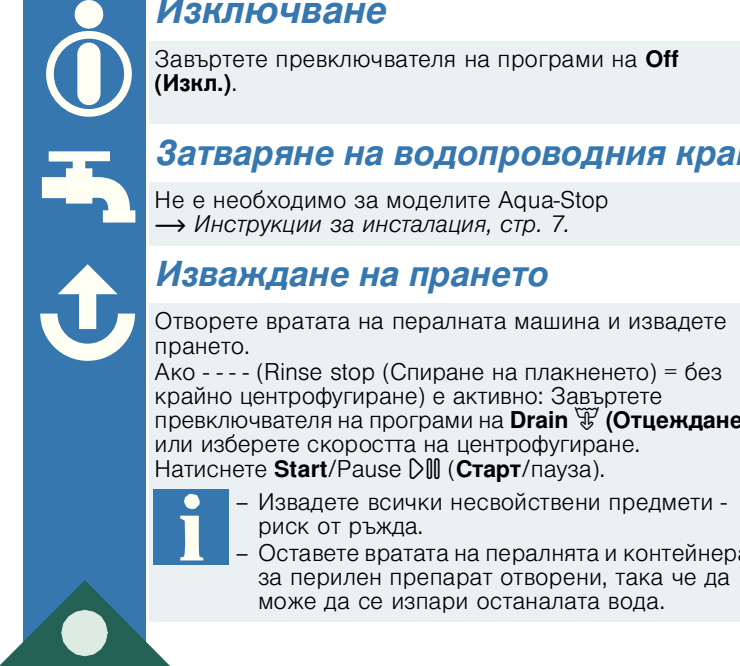 Изключване
Завъртете превключвателя на програми на Off
(Изкл.).
Затваряне на водопроводния кран
Не е необходимо за моделите Aqua-Stop
→ Инструкции за инсталация, стр. 7.
Изваждане на прането
Отворете вратата на пералната машина и извадете
прането.
Ако - - - - (Rinse stop (Спиране на плакненето) = без
крайно центрофугиране) е активно: Завъртете
превключвателя на програми на Drain (Отцеждане
или изберете скоростта на центрофугиране.
Натиснете Start/Pause (Старт/пауза).
– Извадете всички несвойствени предмети -
риск от ръжда.
– Оставете вратата на пералнята и контейнера
за перилен препарат отворени, така че да
може да се изпари останалата вода.